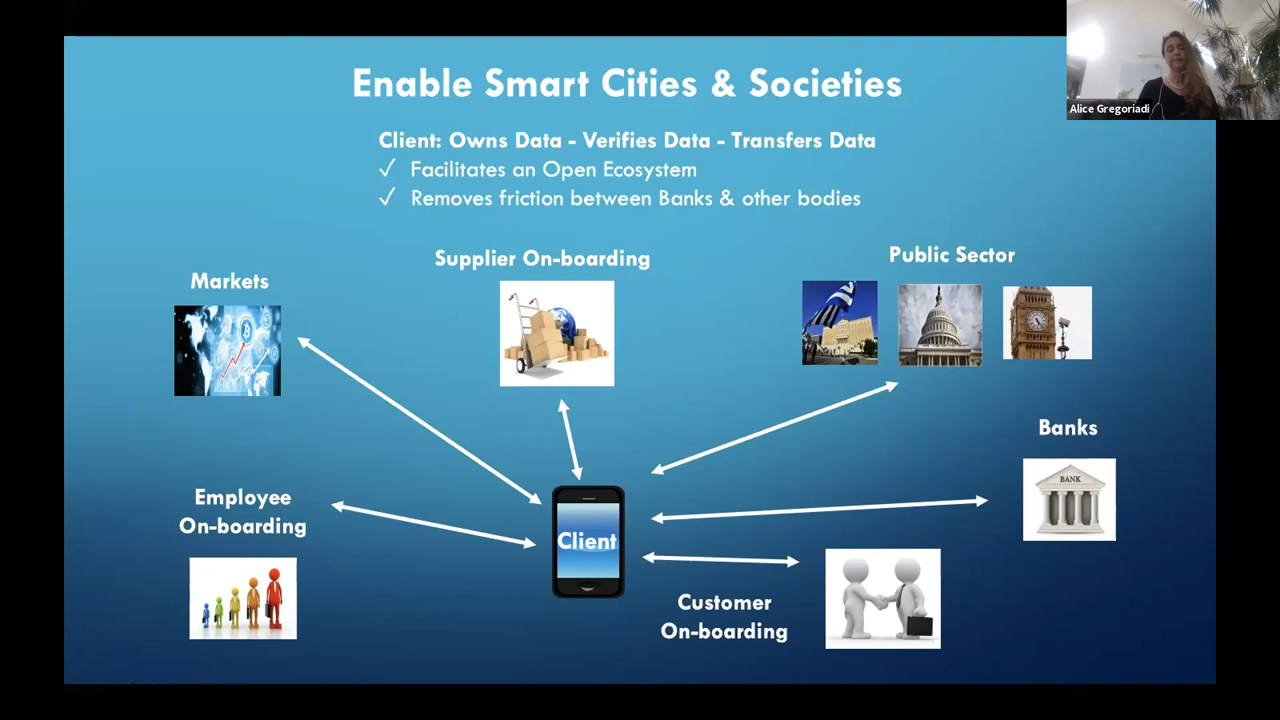 Enable Smart Cities & Societies
Alice Gregoriadi
Client: Owns Data - Verifies Data - Transfers Data
✓ Facilitates an Open Ecosystem
✓ Removes friction between Banks & other bodies
Supplier On-boarding
Public Sector
Markets
Banks
BANK
Employee
On-boarding
Client
Customer
On-boarding